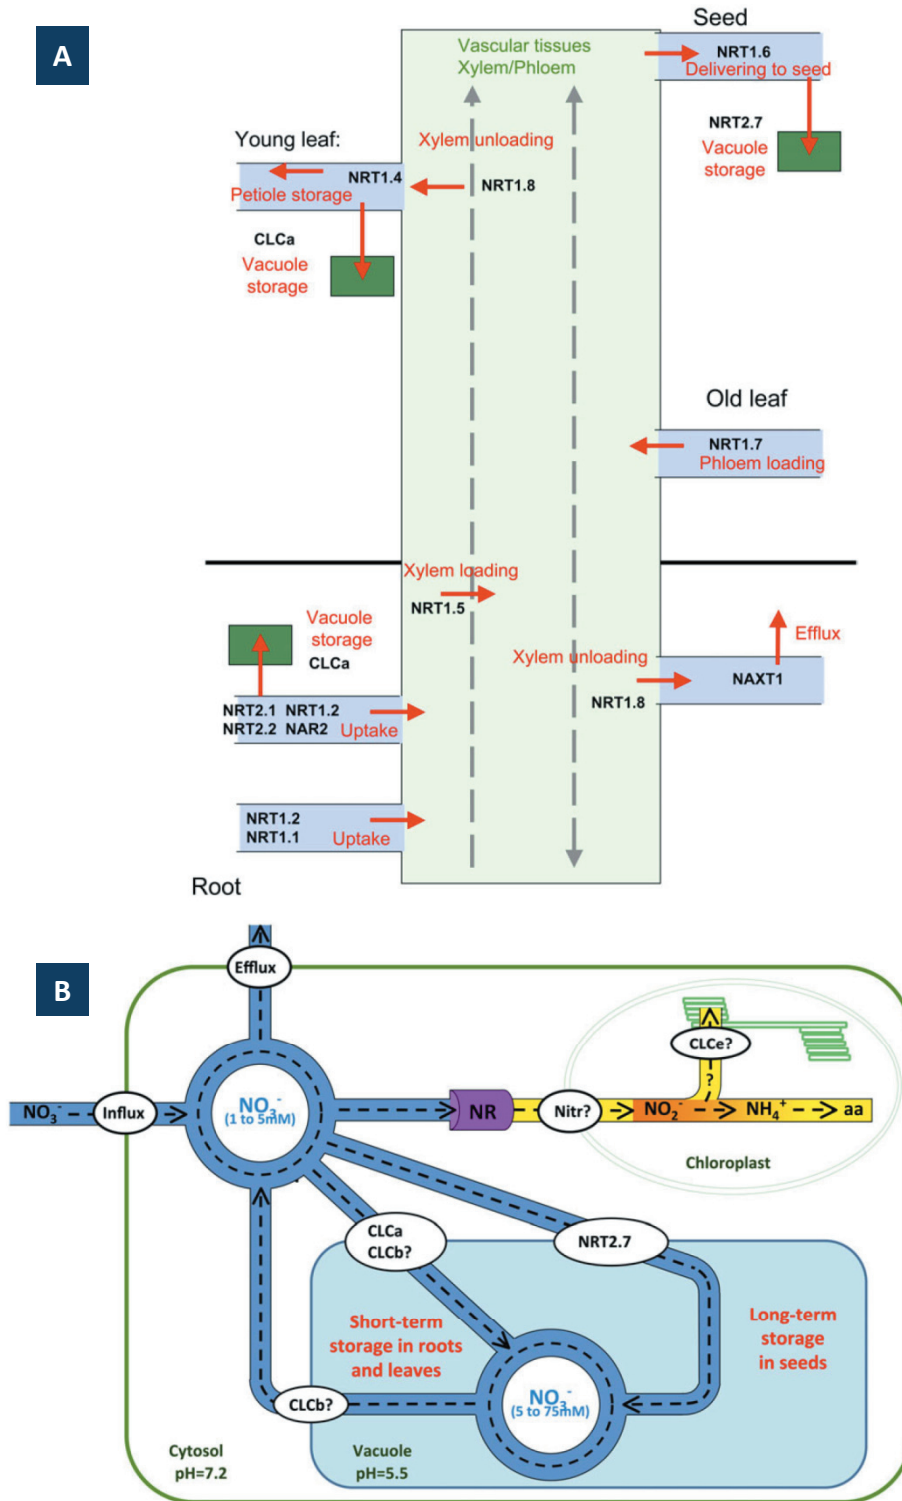 A
Seed
Vascular tissues
Xylem/Phloem
NRT1.6
Delivering to seed
NRT2.7
Vacuole
storage
Young leaf:
Xylem unloading
NRT1.4
NRT1.8
Petiole storage
CLCa
Vacuole
storage
Old leaf
NRT1.7
Phloem loading
Xylem loading
NRT1.5
Vacuole
storage
CLCa
Efflux
Xylem unloading
NAXT1
NRT1.8
NRT2.1 NRT1.2
NRT2.2 NAR2 Uptake
NRT1.2
NRT1.1 Uptake
Root
B
Efflux
NO₃⁻
Influx
NO₃⁻
(1 to 5mM)
NR
Nitr?
CLCe?
?
NO₂⁻
NH₄⁺
aa
Chloroplast
CLCa
CLCb?
NRT2.7
Short-term
storage in roots
and leaves
Long-term
storage
in seeds
NO₃⁻
(5 to 75mM)
CLCb?
Cytosol
pH=7.2
Vacuole
pH=5.5